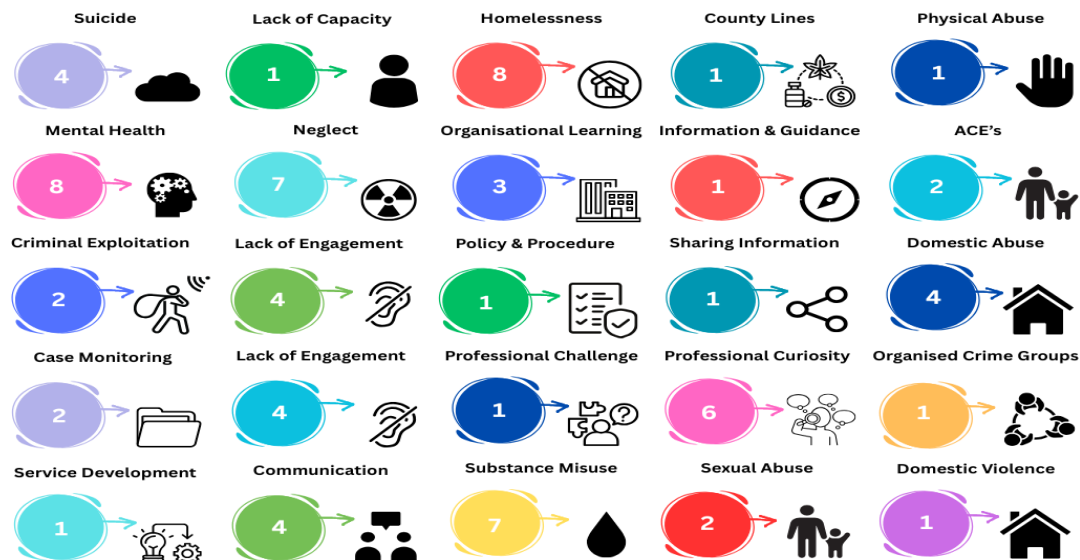 Suicide
Lack of Capacity
Homelessness
County Lines
Physical Abuse
4
1
8
1
1
$
Mental Health
Neglect
Organisational Learning
Information & Guidance
ACE's
8
7
3
1
2
Criminal Exploitation
Lack of Engagement
Policy & Procedure
Sharing Information
Domestic Abuse
2
4
1
1
4
Case Monitoring
Lack of Engagement
Professional Challenge
Professional Curiosity
Organised Crime Groups
2
4
1
6
1
?
Service Development
Communication
Substance Misuse
Sexual Abuse
Domestic Violence
1
4
7
2
1